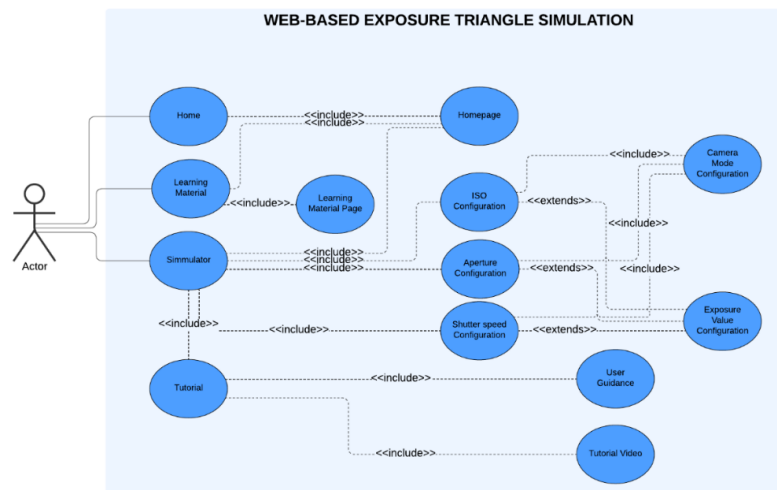 WEB-BASED EXPOSURE TRIANGLE SIMULATION
Home
<<include>>
<<include>>
Homepage
Camera
Mode
Configuration
<<include>>
Learning
Material
<<include>>
Learning
Material Page
ISO
Configuration
<<extends>>
<<include>>
Actor
Simmulator
<<include>>
<<include>>
<<include>>
Aperture
Configuration
<<extends>>
<<include>>
<<include>>
<<include>>
Shutter speed
Configuration
<<extends>>
Exposure
Value
Configuration
Tutorial
<<include>>
User
Guidance
<<include>>
Tutorial Video